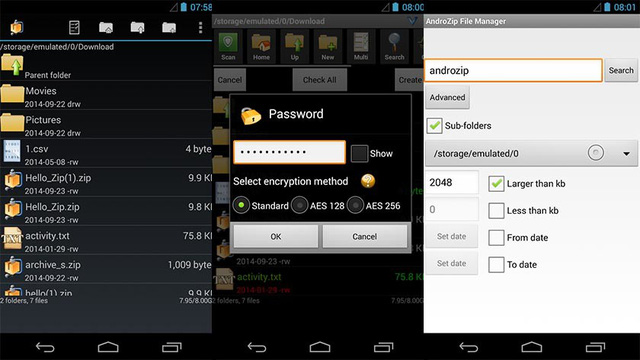 07:58
/storage/emulated/0/Download
Parent folder
Movies
2014-09-22 drw
Pictures
2014-09-22 drw
1.csv
4 byte
2014-05-08 -rw
Hello_Zip(1).zip
9.9 K
2014-09-23 -rw
Hello_Zip.zip
9.8 K
2014-09-23 -rw
activity.txt
75.8 K
2014-01-29 -rw
archive_s.zip
1,009 byte
2014-09-22 -rw
hello(1).zip
9.9 K
2 folders, 7 files
7.95/8.00G
08:00
/storage/emulated/0/Download
Scan
Home
Up
New
Multi
Search
Cancel
Check All
Create
Password
Show
Select encryption method
Standard
AES 128
AES 256
OK
Cancel
2014-09-23 -rw
activity.txt
75.8 K
2014-01-29 -rw
2 folders, 7 files
7.95/8.00G
08:01
AndroZip File Manager
androzip
Search
Advanced
Sub-folders
/storage/emulated/0
2048
Larger than kb
0
Less than kb
Set date
From date
Set date
To date